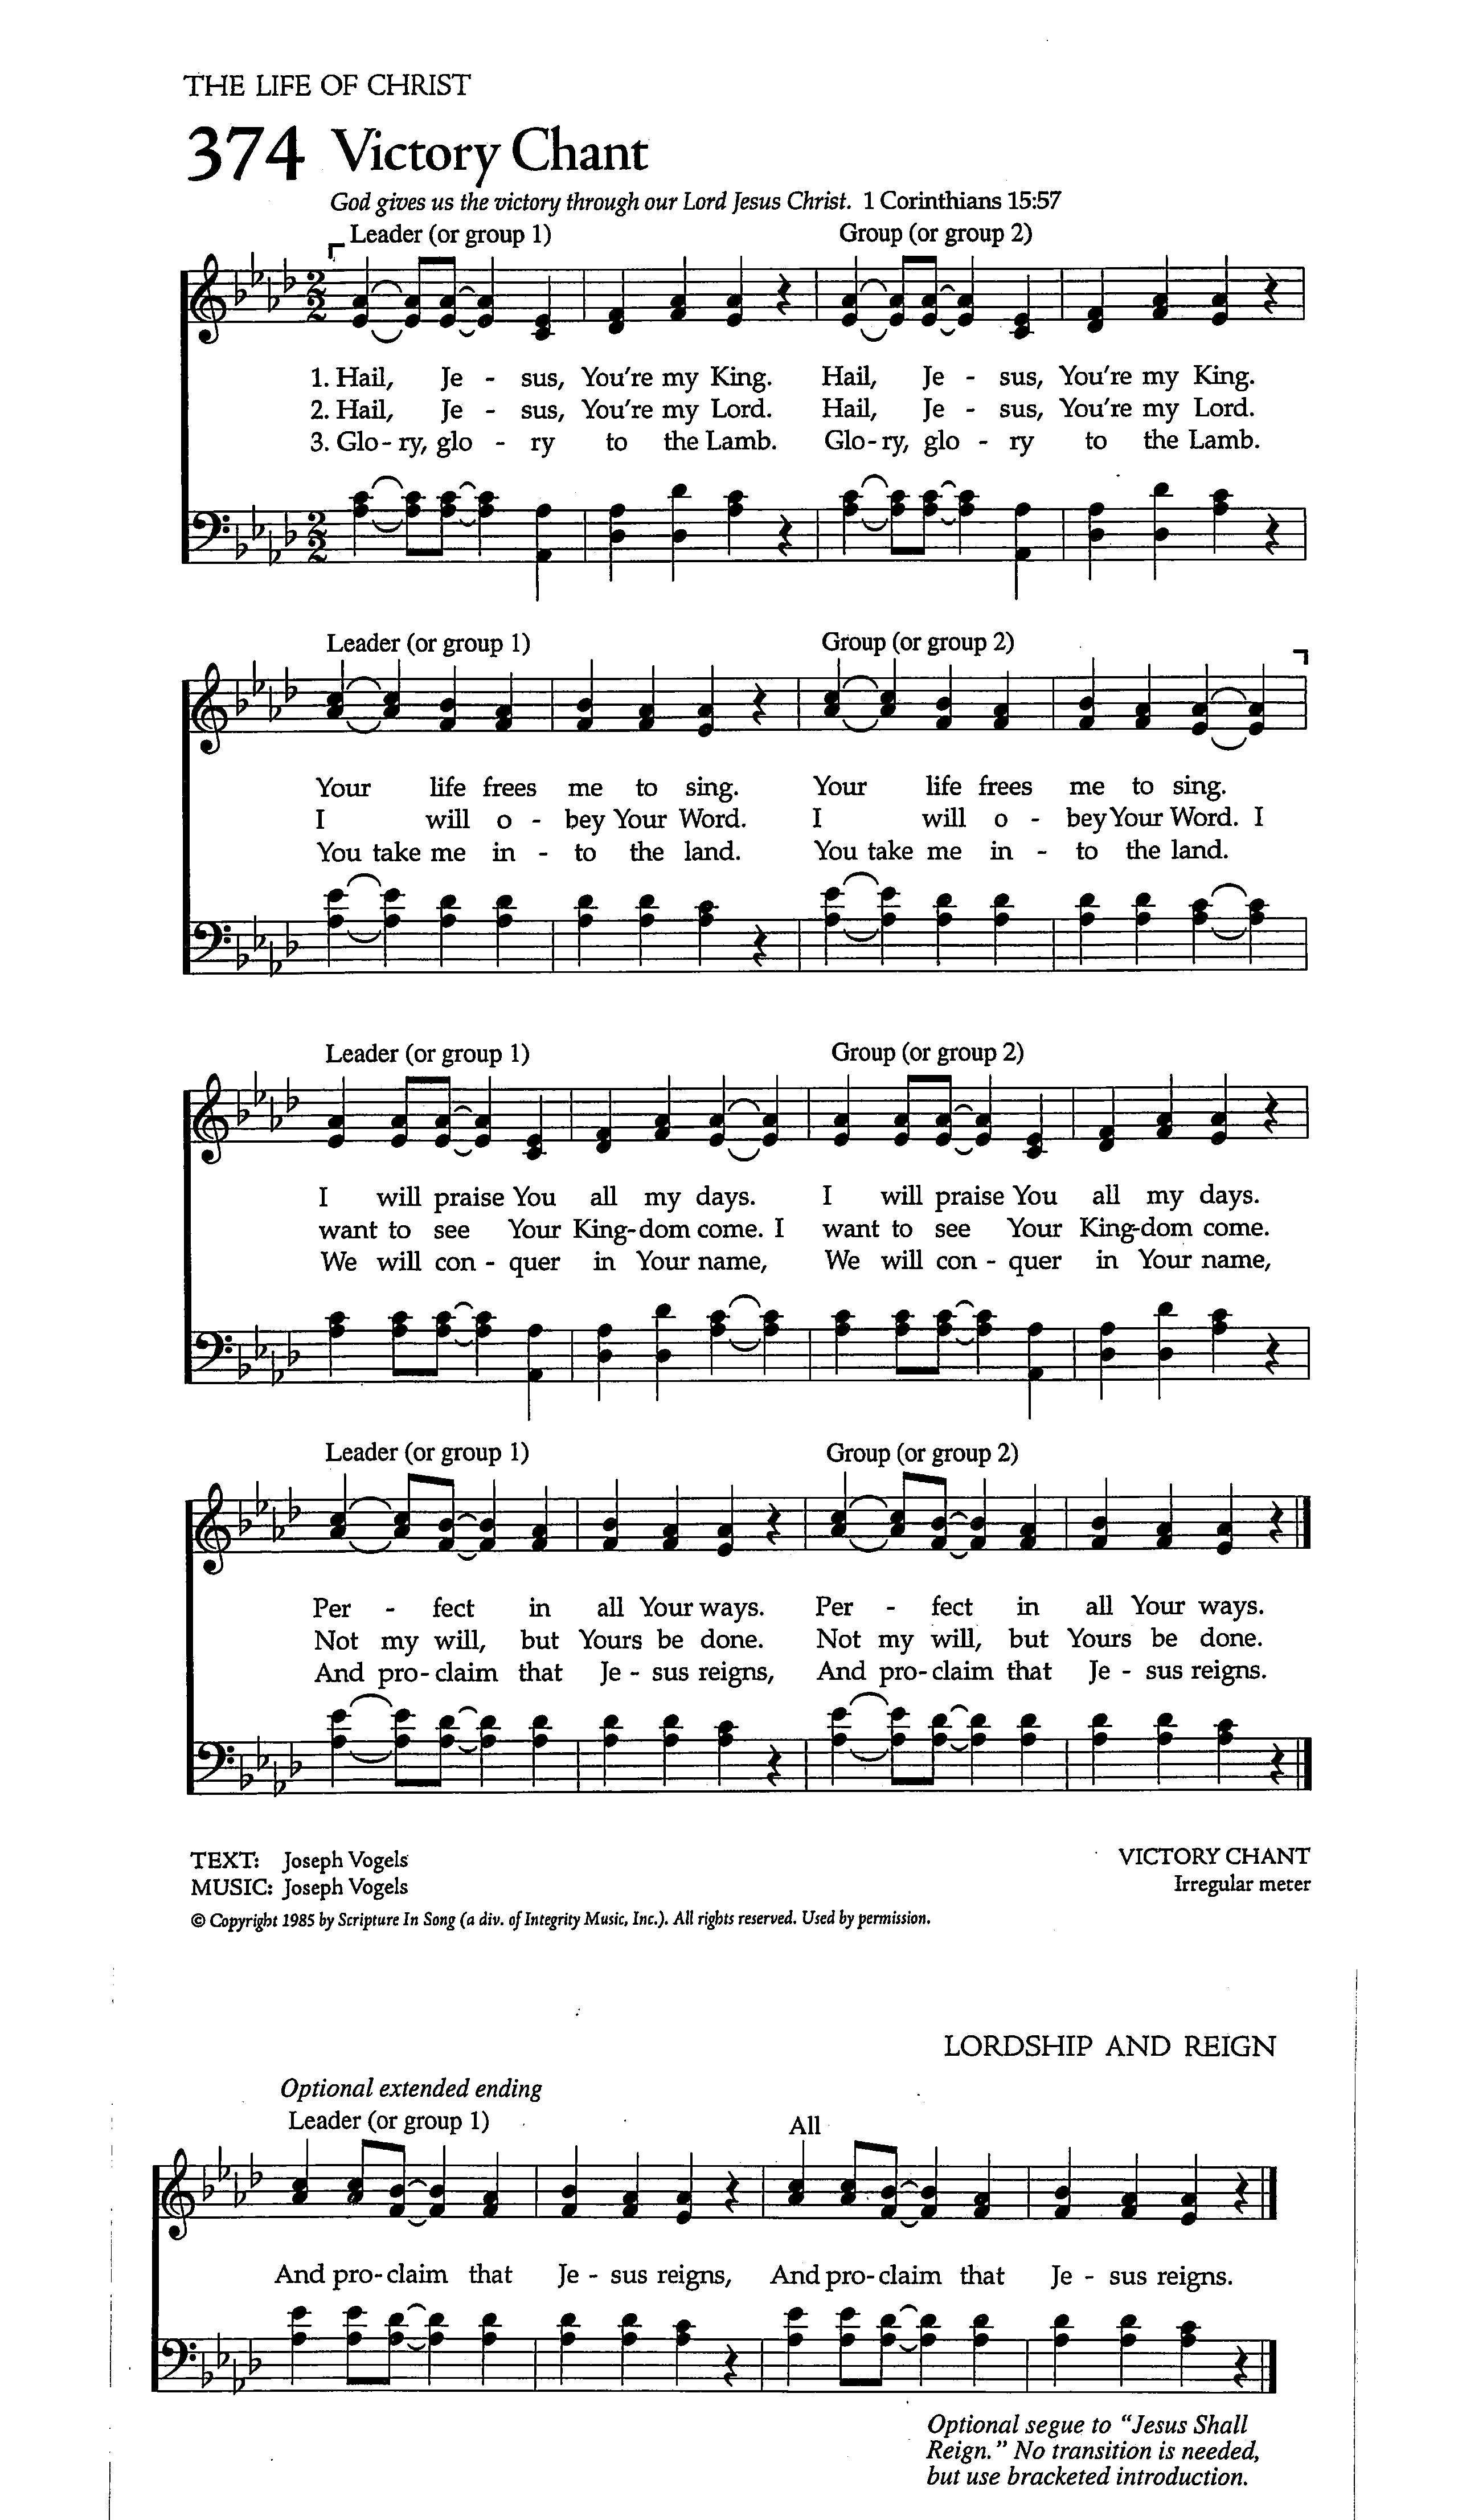 THE LIFE OF CHRIST
374 Victory Chant
God gives us the victory through our Lord Jesus Christ. 1 Corinthians 15:57
Leader (or group 1) Group (or group 2)
1. Hail, Je - sus, You're my King. Hail, Je - sus, You're my King.
2. Hail, Je - sus, You're my Lord. Hail, Je - sus, You're my Lord.
3. Glo - ry, glo - ry to the Lamb. Glo - ry, glo - ry to the Lamb.
Leader (or group 1) Group (or group 2)
Your life frees me to sing. Your life frees me to sing.
I will o - bey Your Word. I will o - bey Your Word. I
You take me in - to the land. You take me in - to the land.
Leader (or group 1) Group (or group 2)
I will praise You all my days. I will praise You all my days.
want to see Your King-dom come. I want to see Your King-dom come.
We will con - quer in Your name, We will con - quer in Your name,
Leader (or group 1) Group (or group 2)
Per - fect in all Your ways. Per - fect in all Your ways.
Not my will, but Yours be done. Not my will, but Yours be done.
And pro - claim that Je - sus reigns, And pro - claim that Je - sus reigns.
TEXT: Joseph Vogels VICTORY CHANT
MUSIC: Joseph Vogels Irregular meter
© Copyright 1985 by Scripture In Song (a div. of Integrity Music, Inc.). All rights reserved. Used by permission.
LORDSHIP AND REIGN
Optional extended ending
Leader (or group 1) All
And pro - claim that Je - sus reigns, And pro - claim that Je - sus reigns.
Optional segue to “Jesus Shall
Reign.” No transition is needed,
but use bracketed introduction.